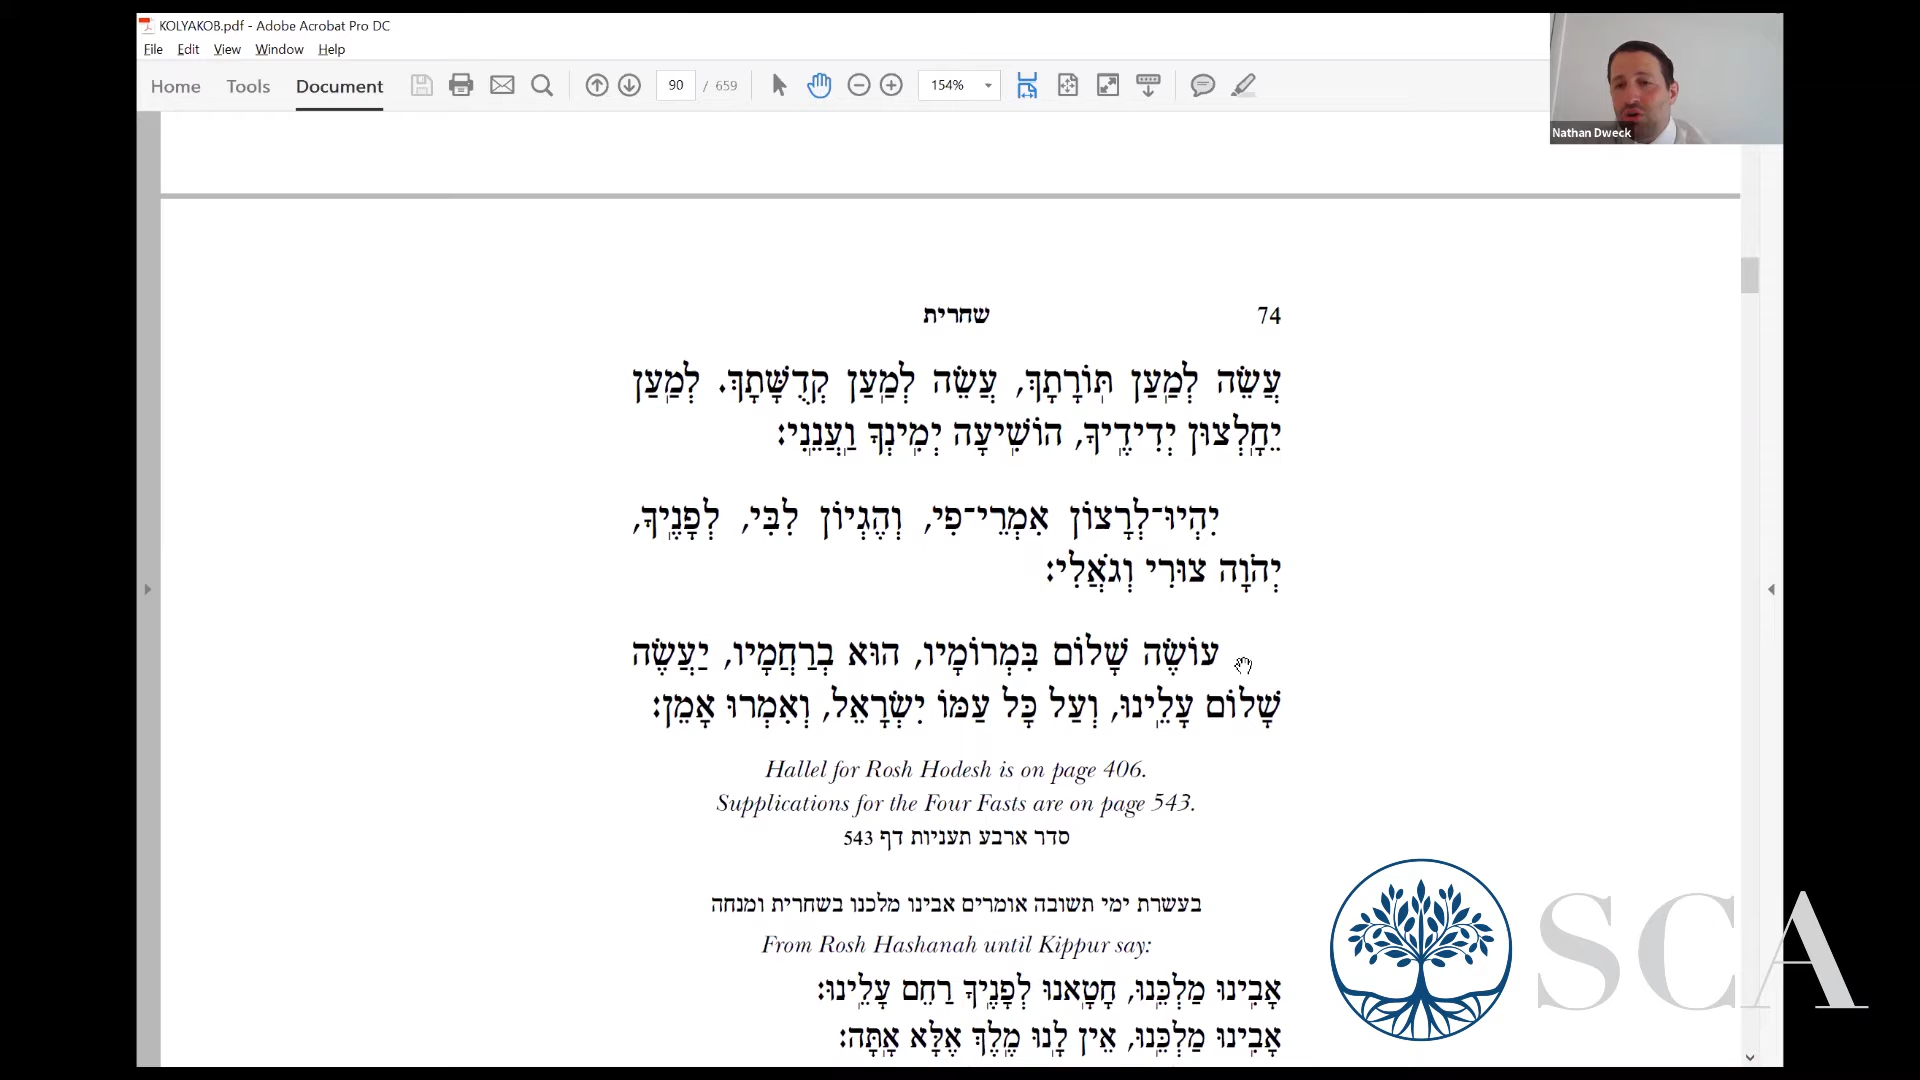 KOLYAKOB.pdf - Adobe Acrobat Pro DC
File Edit View Window Help
Home Tools Document 90 / 659 154%
Nathan Dweck
שחרית 74
עֲשֵׂה לְמַעַן תּוֹרָתָךְ, עֲשֵׂה לְמַעַן קְדֻשָּׁתָךְ. לְמַעַן
יֵחָלְצוּן יְדִידֶיךָ, הוֹשִׁיעָה יְמִינְךָ וַעֲנֵנִי:
יִהְיוּ־לְרָצוֹן אִמְרֵי־פִי, וְהֶגְיוֹן לִבִּי, לְפָנֶיךָ,
יְהֹוָה צוּרִי וְגֹאֲלִי:
עוֹשֶׂה שָׁלוֹם בִּמְרוֹמָיו, הוּא בְרַחֲמָיו, יַעֲשֶׂה
שָׁלוֹם עָלֵינוּ, וְעַל כָּל עַמּוֹ יִשְׂרָאֵל, וְאִמְרוּ אָמֵן:
Hallel for Rosh Hodesh is on page 406.
Supplications for the Four Fasts are on page 543.
סדר ארבע תעניות דף 543
בעשרת ימי תשובה אומרים אבינו מלכנו בשחרית ומנחה
From Rosh Hashanah until Kippur say:
אָבִינוּ מַלְכֵּנוּ, חָטָאנוּ לְפָנֶיךָ רַחֵם עָלֵינוּ:
אָבִינוּ מַלְכֵּנוּ, אֵין לָנוּ מֶלֶךְ אֶלָּא אָתָּה:
SCA